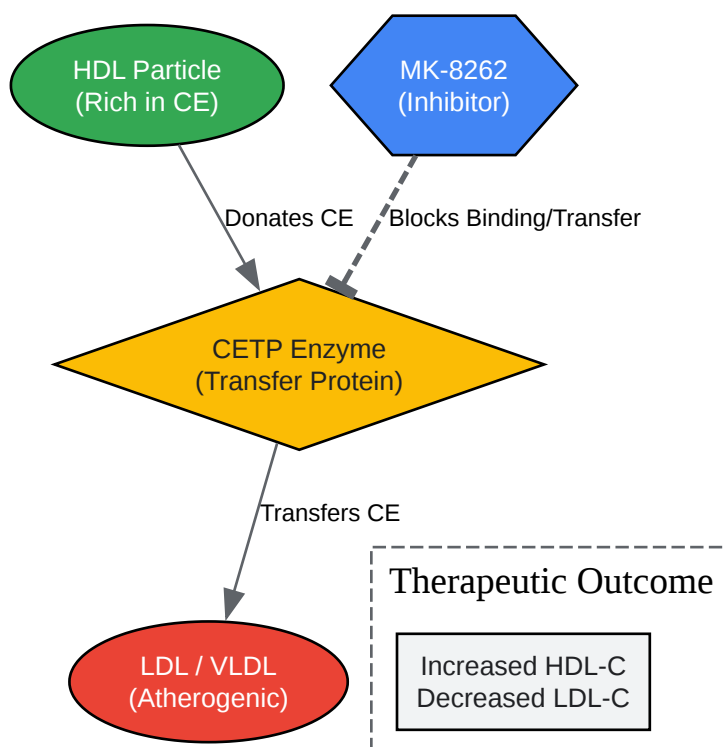 HDL Particle
(Rich in CE)
MK-8262
(Inhibitor)
Donates CE
Blocks Binding/Transfer
CETP Enzyme
(Transfer Protein)
Transfers CE
Therapeutic Outcome
LDL / VLDL
(Atherogenic)
Increased HDL-C
Decreased LDL-C